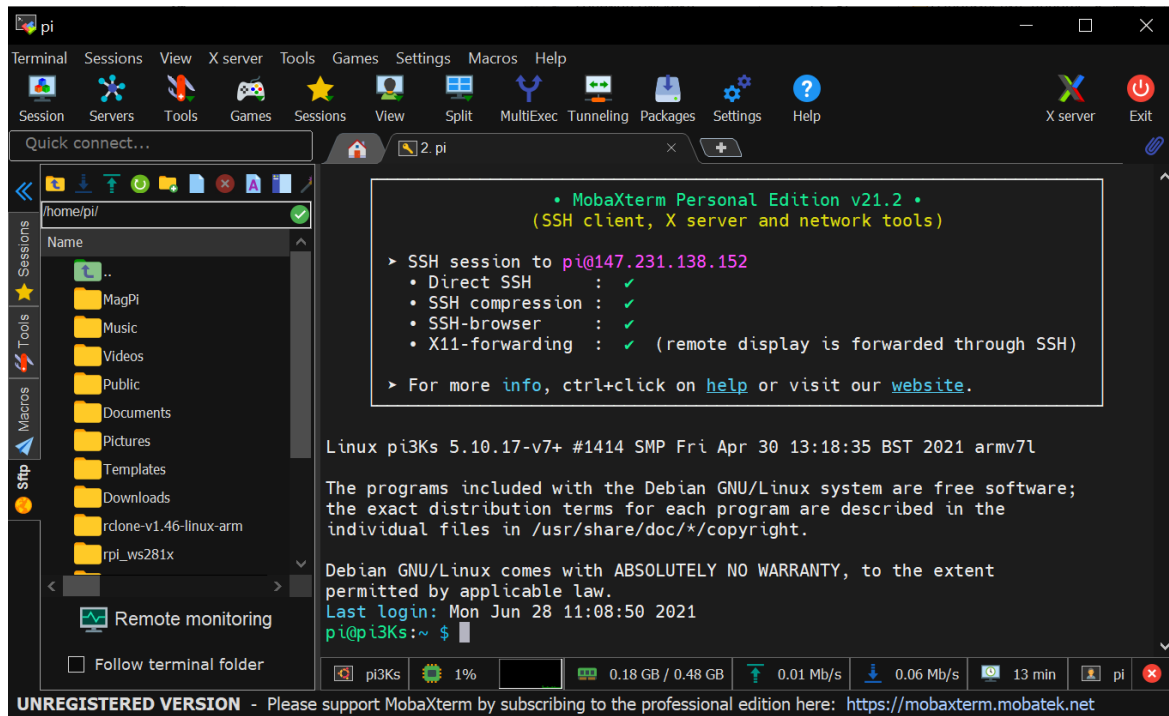 pi
Terminal Sessions View X server Tools Games Settings Macros Help
Session Servers Tools Games Sessions View Split MultiExec Tunneling Packages Settings Help X server Exit
Quick connect...
2. pi
/home/pi/
Name
..
MagPi
Music
Videos
Public
Documents
Pictures
Templates
Downloads
rclone-v1.46-linux-arm
rpi_ws281x
Sessions
Tools
Macros
Sftp
Remote monitoring
Follow terminal folder
• MobaXterm Personal Edition v21.2 •
(SSH client, X server and network tools)
➤ SSH session to pi@147.231.138.152
• Direct SSH : ✔
• SSH compression : ✔
• SSH-browser : ✔
• X11-forwarding : ✔ (remote display is forwarded through SSH)
➤ For more info, ctrl+click on help or visit our website.
Linux pi3Ks 5.10.17-v7+ #1414 SMP Fri Apr 30 13:18:35 BST 2021 armv7l
The programs included with the Debian GNU/Linux system are free software;
the exact distribution terms for each program are described in the
individual files in /usr/share/doc/*/copyright.
Debian GNU/Linux comes with ABSOLUTELY NO WARRANTY, to the extent
permitted by applicable law.
Last login: Mon Jun 28 11:08:50 2021
pi@pi3Ks:~ $
pi3Ks 1% 0.18 GB / 0.48 GB 0.01 Mb/s 0.06 Mb/s 13 min pi
UNREGISTERED VERSION - Please support MobaXterm by subscribing to the professional edition here: https://mobaxterm.mobatek.net